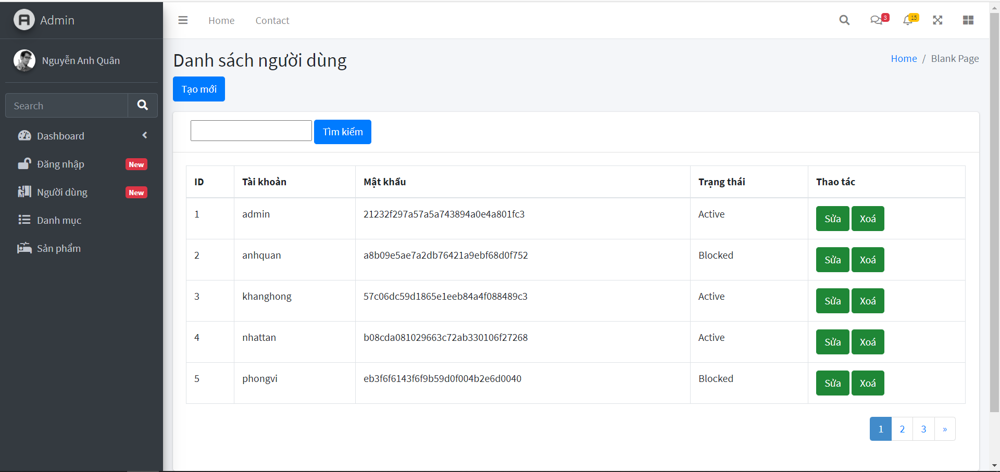 Admin
Home
Contact
3
15
Nguyễn Anh Quân
Danh sách người dùng
Home / Blank Page
Tạo mới
Search
Tìm kiếm
Dashboard
Đăng nhập New
Người dùng New
Danh mục
Sản phẩm
ID Tài khoản Mật khẩu Trạng thái Thao tác
1 admin 21232f297a57a5a743894a0e4a801fc3 Active Sửa Xoá
2 anhquan a8b09e5ae7a2db76421a9ebf68d0f752 Blocked Sửa Xoá
3 khanghong 57c06dc59d1865e1eeb84a4f088489c3 Active Sửa Xoá
4 nhattan b08cda081029663c72ab330106f27268 Active Sửa Xoá
5 phongvi eb3f6f6143f6f9b59d0f004b2e6d0040 Blocked Sửa Xoá
1 2 3 »